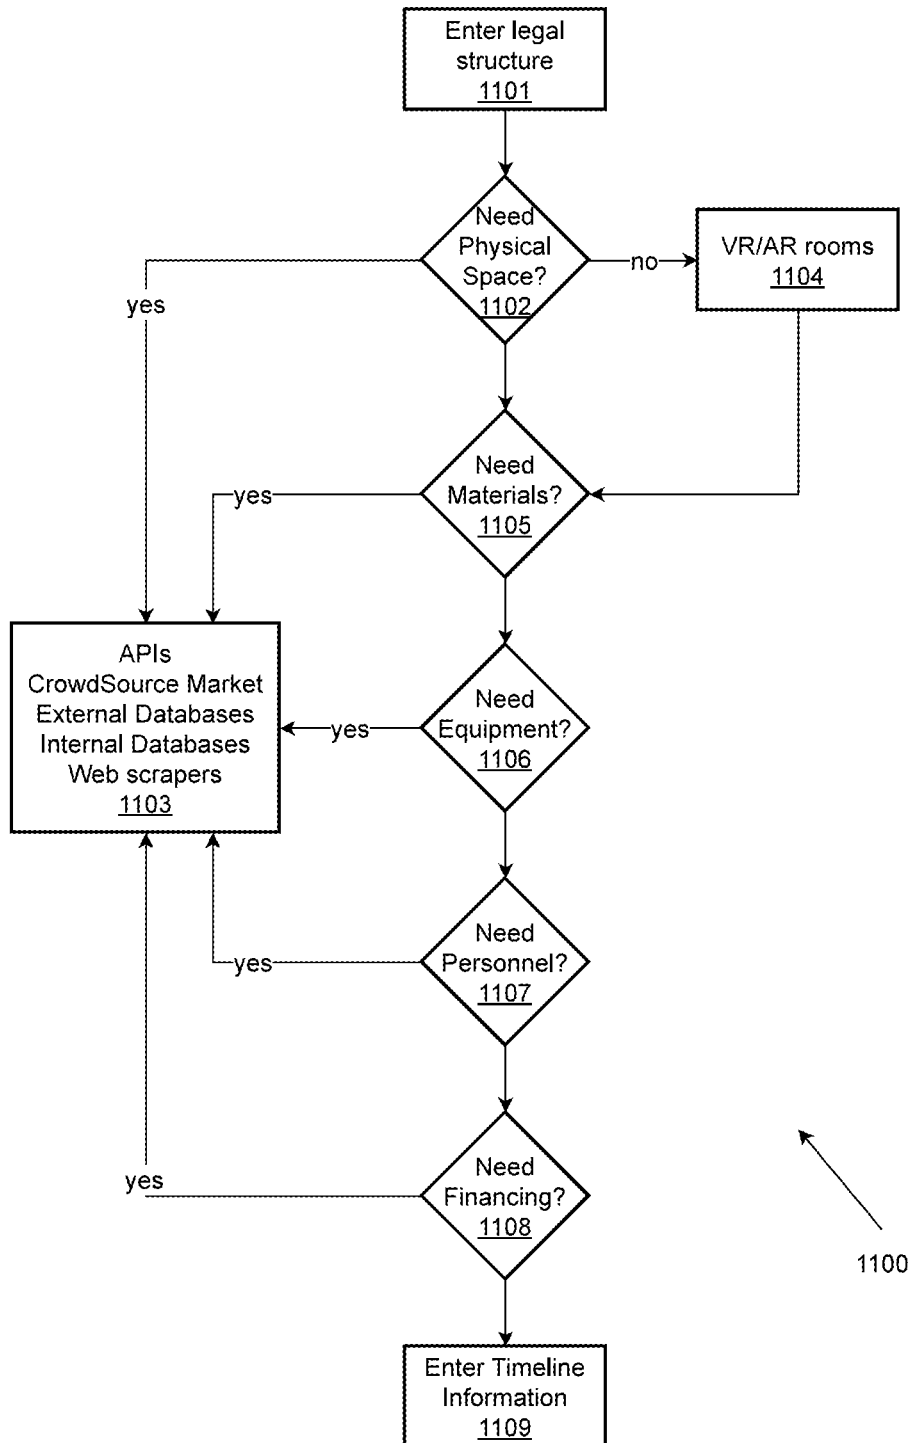 Enter legal
structure
1101
Need
Physical
Space?
1102
no
VR/AR rooms
1104
yes
Need
Materials?
1105
yes
APIs
CrowdSource Market
External Databases
Internal Databases
Web scrapers
1103
Need
Equipment?
1106
yes
Need
Personnel?
1107
yes
Need
Financing?
1108
yes
1100
Enter Timeline
Information
1109